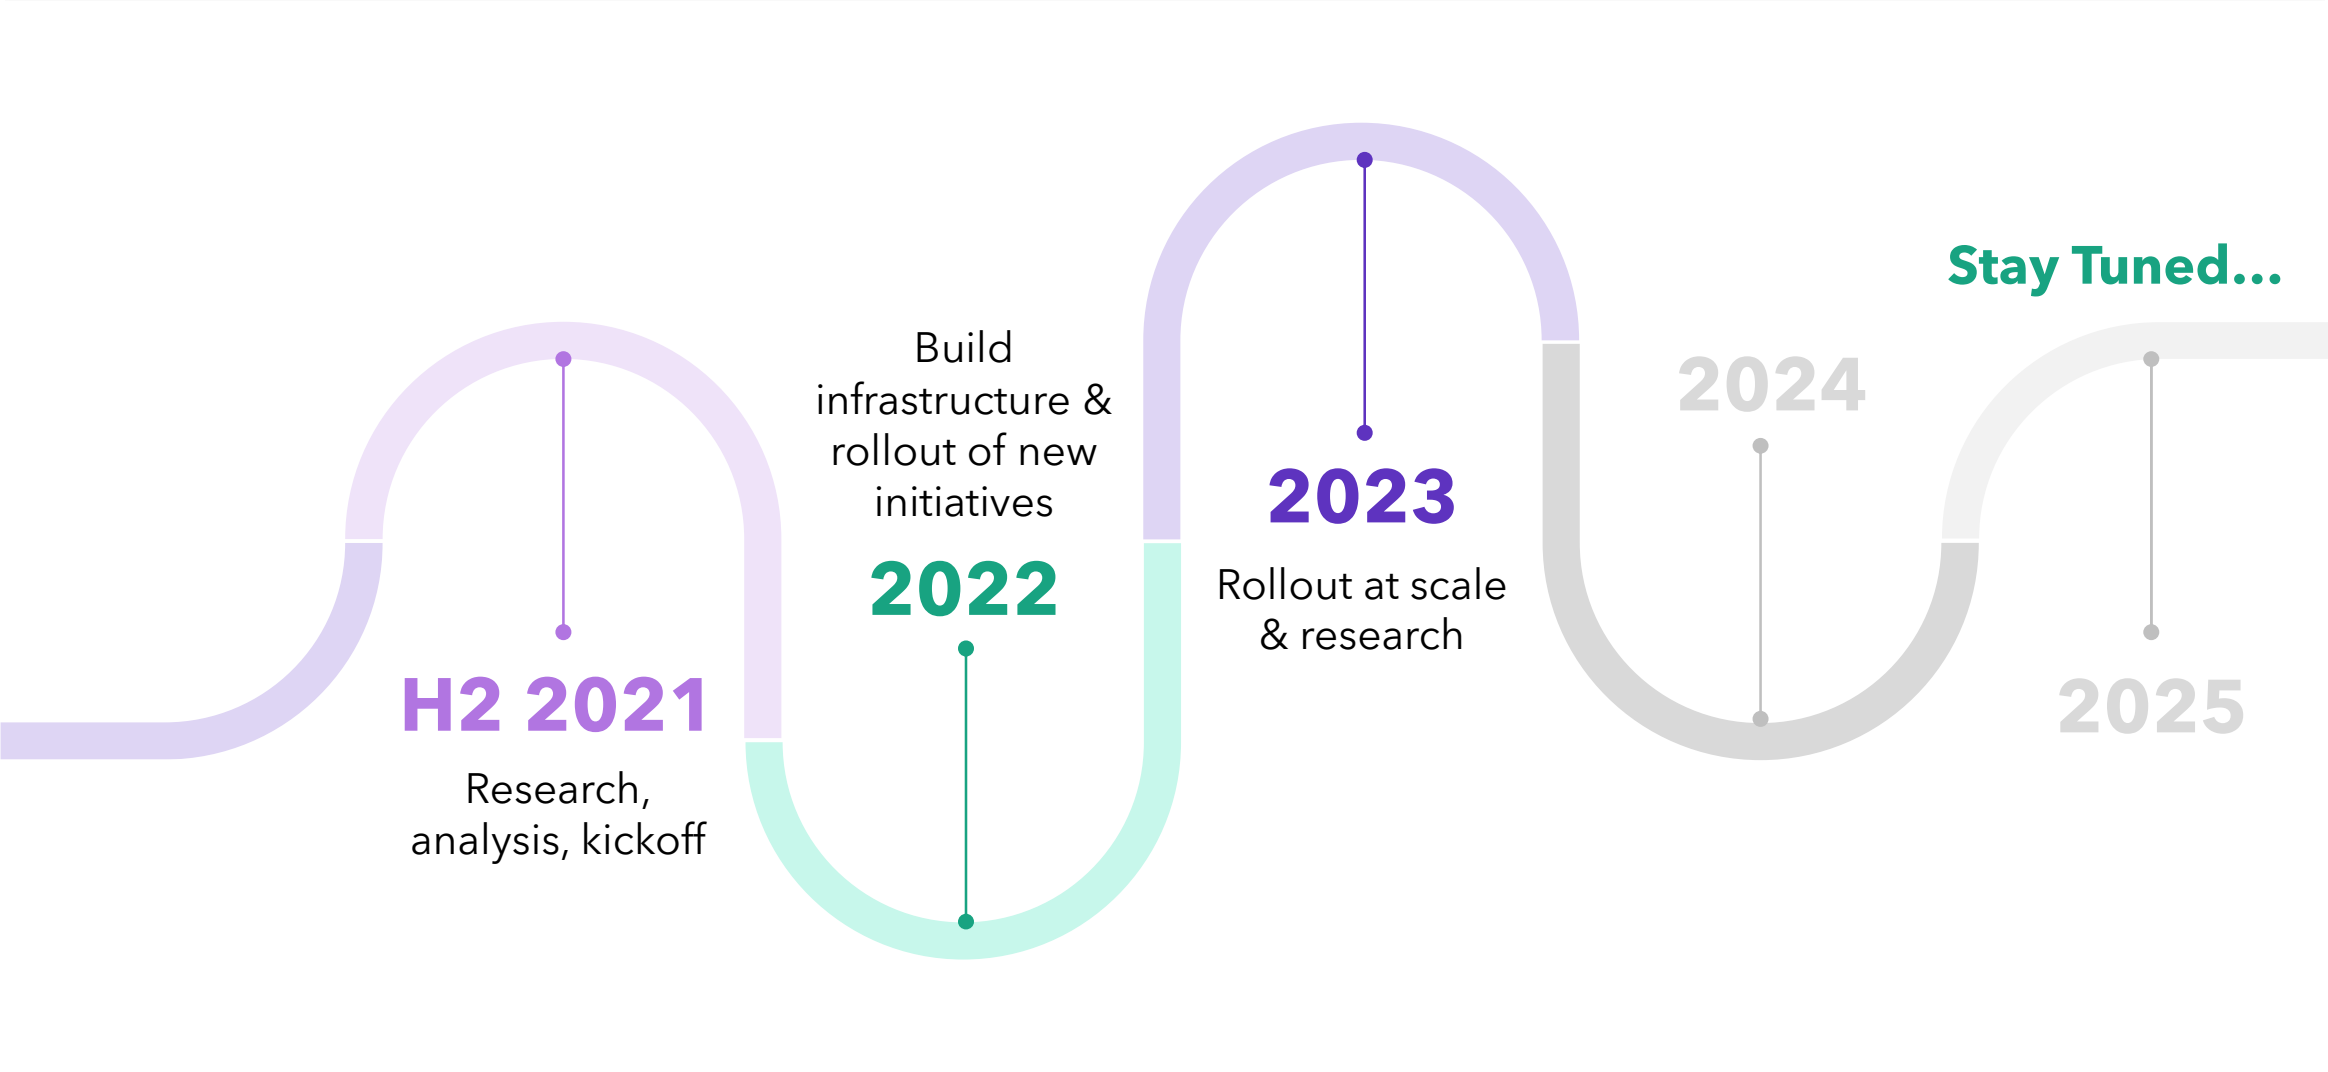 H2 2021
Research,
analysis, kickoff
Build
infrastructure &
rollout of new
initiatives
2022
2023
Rollout at scale
& research
2024
Stay Tuned...
2025